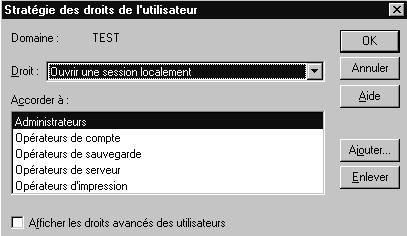 Stratégie des droits de l'utilisateur
Domaine : TEST
OK
Droit : Ouvrir une session localement
Annuler
Aide
Accorder à :
Administrateurs
Opérateurs de compte
Opérateurs de sauvegarde
Opérateurs de serveur
Opérateurs d'impression
Ajouter...
Enlever
Afficher les droits avancés des utilisateurs